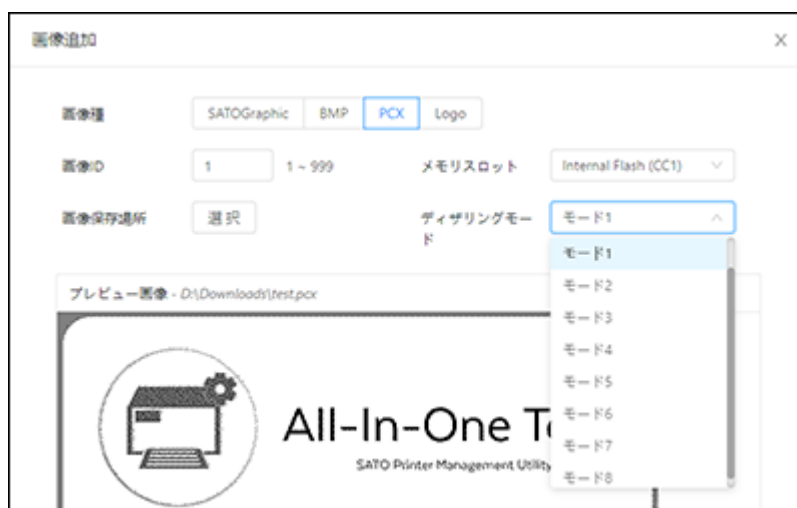 画像追加
画像種 SATOGraphic BMP PCX Logo
画像ID 1 1 ~ 999 メモリスロット Internal Flash (CC1)
画像保存場所 選択 ディザリングモー
ド モード1
モード1
モード2
モード3
モード4
モード5
モード6
モード7
モード8
プレビュー画像 - D:\Downloads\test.pcx
All-In-One T
SATO Printer Management Utility